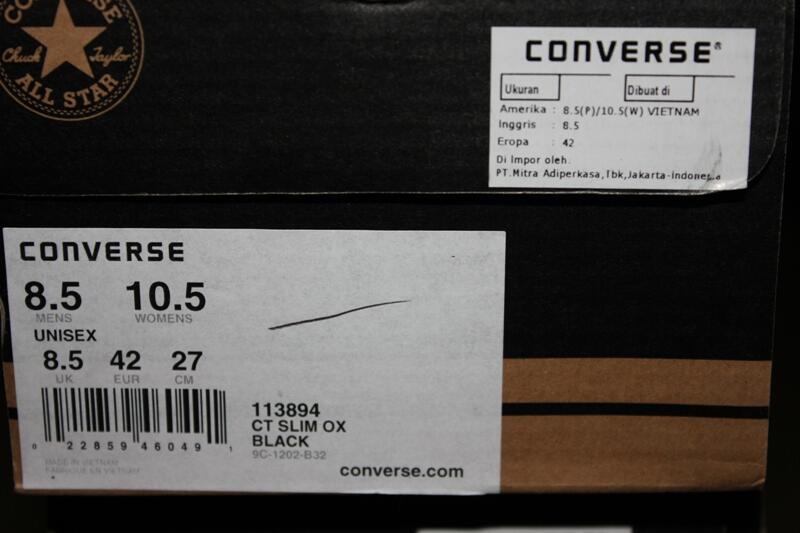 CONVERSE
Chuck Taylor
ALL STAR
CONVERSE®
Ukuran Dibuat di
Amerika : 8.5(P)/10.5(W) VIETNAM
Inggris : 8.5
Eropa : 42
Di Impor oleh:
PT.Mitra Adiperkasa,Tbk,Jakarta-Indonesia
CONVERSE
8.5 10.5
MENS WOMENS
UNISEX
8.5 42 27
UK EUR CM
0 22859 46049 1
113894
CT SLIM OX
BLACK
9C-1202-B32
MADE IN VIETNAM
FABRIQUE EN VIETNAM
converse.com